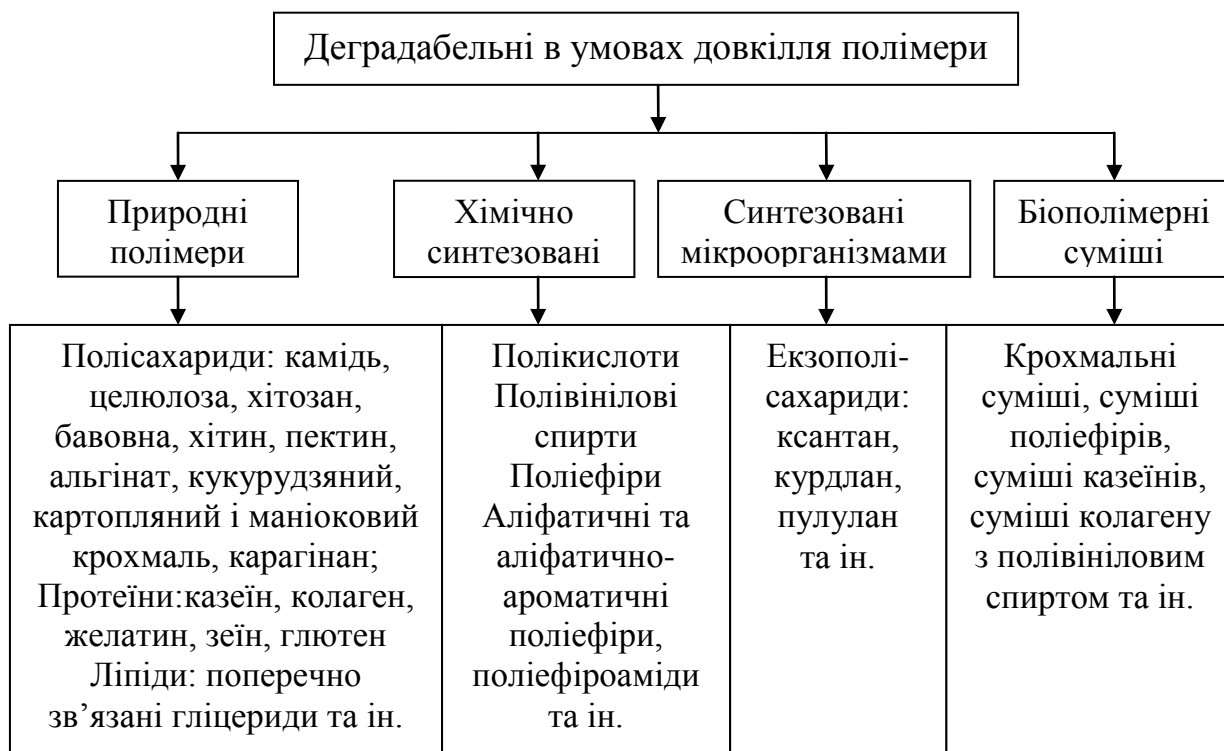 Деградабельні в умовах довкілля полімери
Природні
полімери
Хімічно
синтезовані
Синтезовані
мікроорганізмами
Біополімерні
суміші
Полісахариди: камідь,
целюлоза, хітозан,
бавовна, хітин, пектин,
альгінат, кукурудзяний,
картопляний і маніоковий
крохмаль, карагінан;
Протеїни:казеїн, колаген,
желатин, зеїн, глютен
Ліпіди: поперечно
зв’язані гліцериди та ін.
Полікислоти
Полівінілові
спирти
Поліефіри
Аліфатичні та
аліфатично-
ароматичні
поліефіри,
поліефіроаміди
та ін.
Екзополі-
сахариди:
ксантан,
курдлан,
пулулан
та ін.
Крохмальні
суміші, суміші
поліефірів,
суміші казеїнів,
суміші колагену
з полівініловим
спиртом та ін.